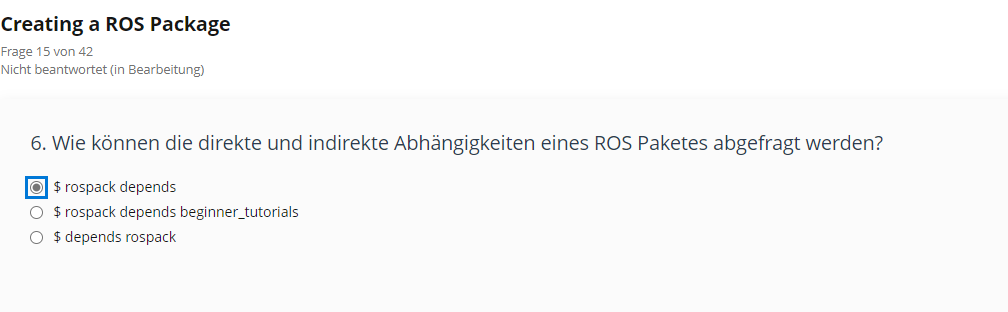 Creating a ROS Package
Frage 15 von 42
Nicht beantwortet (in Bearbeitung)
6. Wie können die direkte und indirekte Abhängigkeiten eines ROS Paketes abgefragt werden?
$ rospack depends
$ rospack depends beginner_tutorials
$ depends rospack